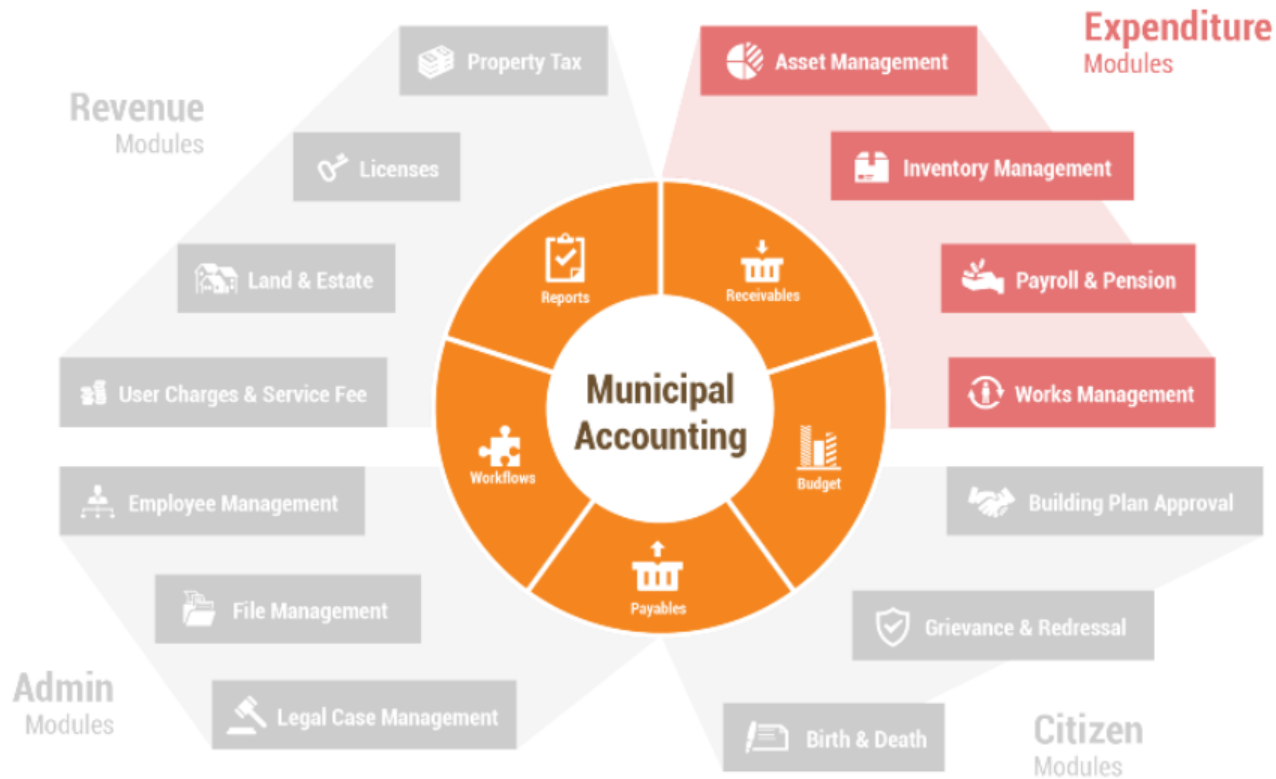 Expenditure
Modules
Property Tax
Asset Management
Revenue
Modules
Licenses
Inventory Management
Land & Estate
Reports
Receivables
Payroll & Pension
User Charges & Service Fee
Municipal
Accounting
Works Management
Workflows
Budget
Employee Management
Building Plan Approval
File Management
Payables
Grievance & Redressal
Admin
Modules
Legal Case Management
Birth & Death
Citizen
Modules